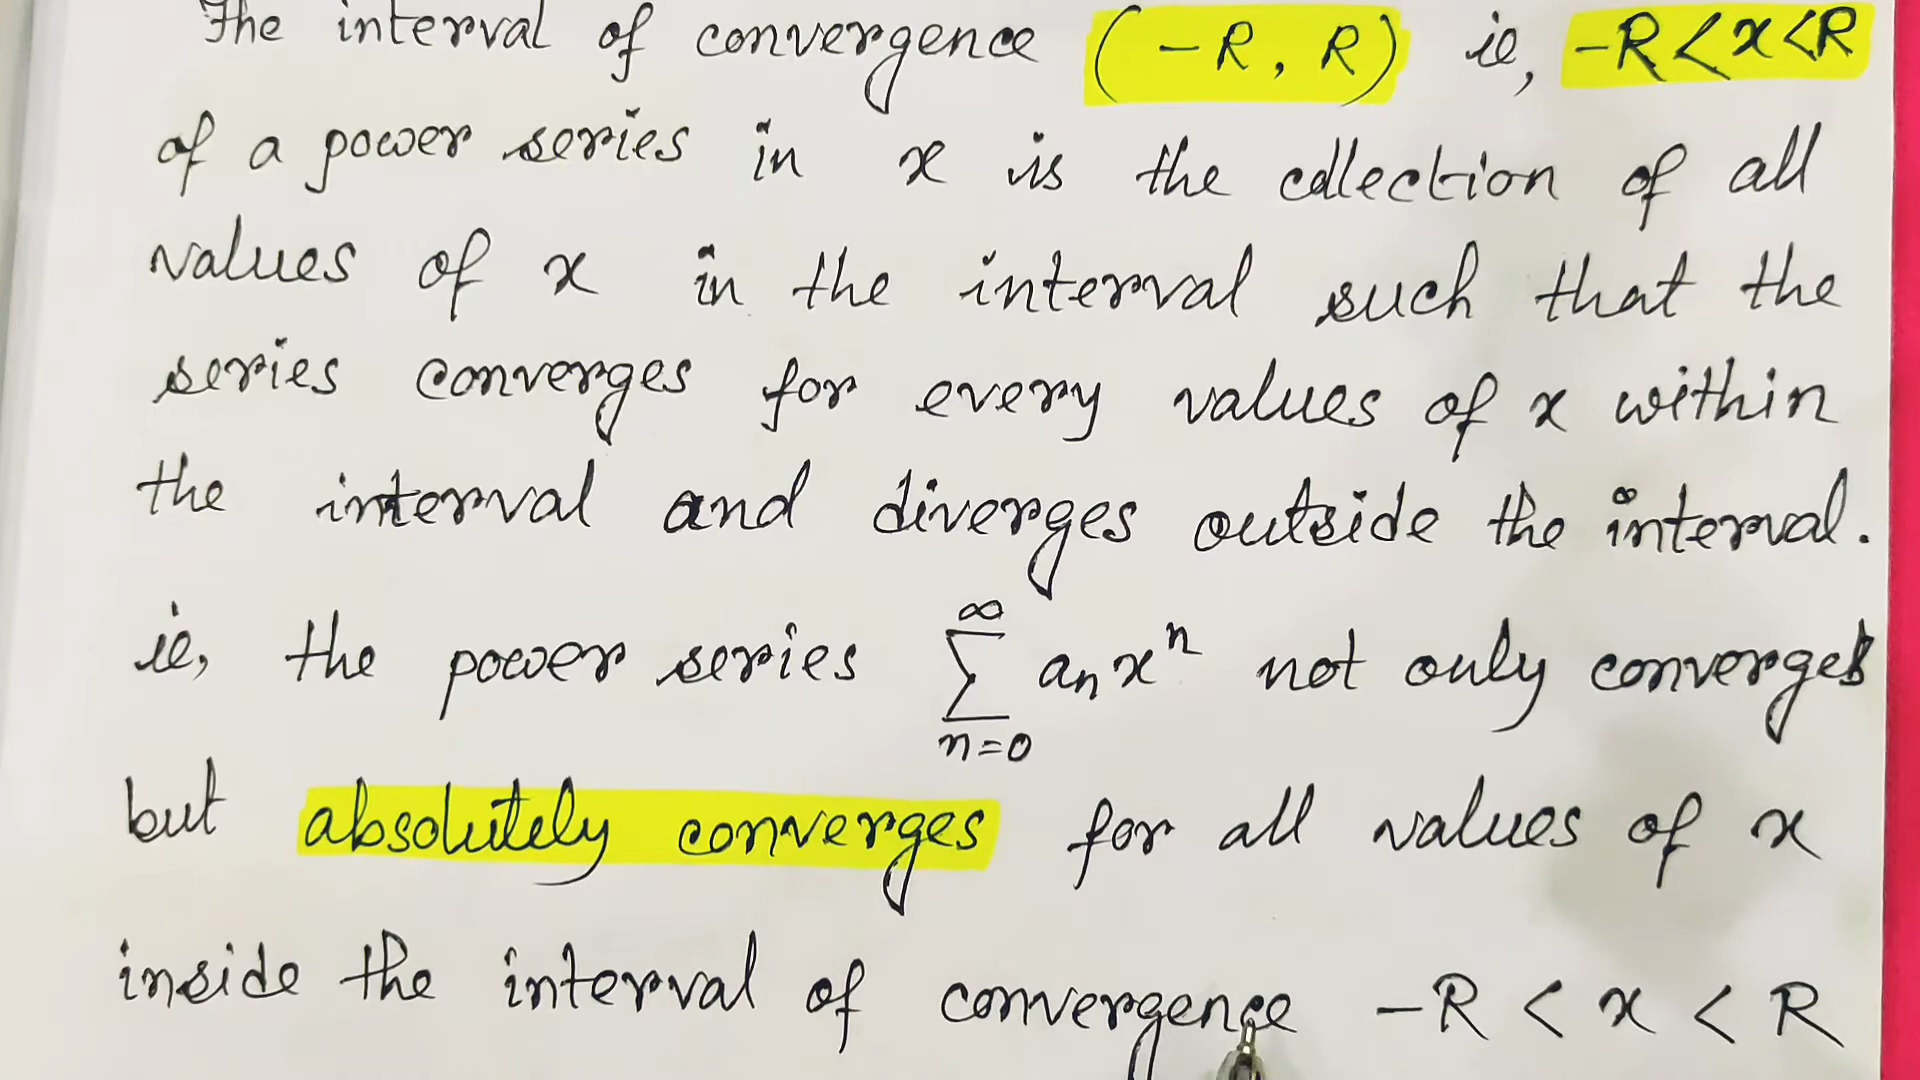 The interval of convergence (-R, R) ie, -R<x<R
of a power series in x is the collection of all
values of x in the interval such that the
series converges for every values of x within
the interval and diverges outside the interval.
ie, the power series ∞∑n=0 aₙxⁿ not only converges
but absolutely converges for all values of x
inside the interval of convergence -R < x < R